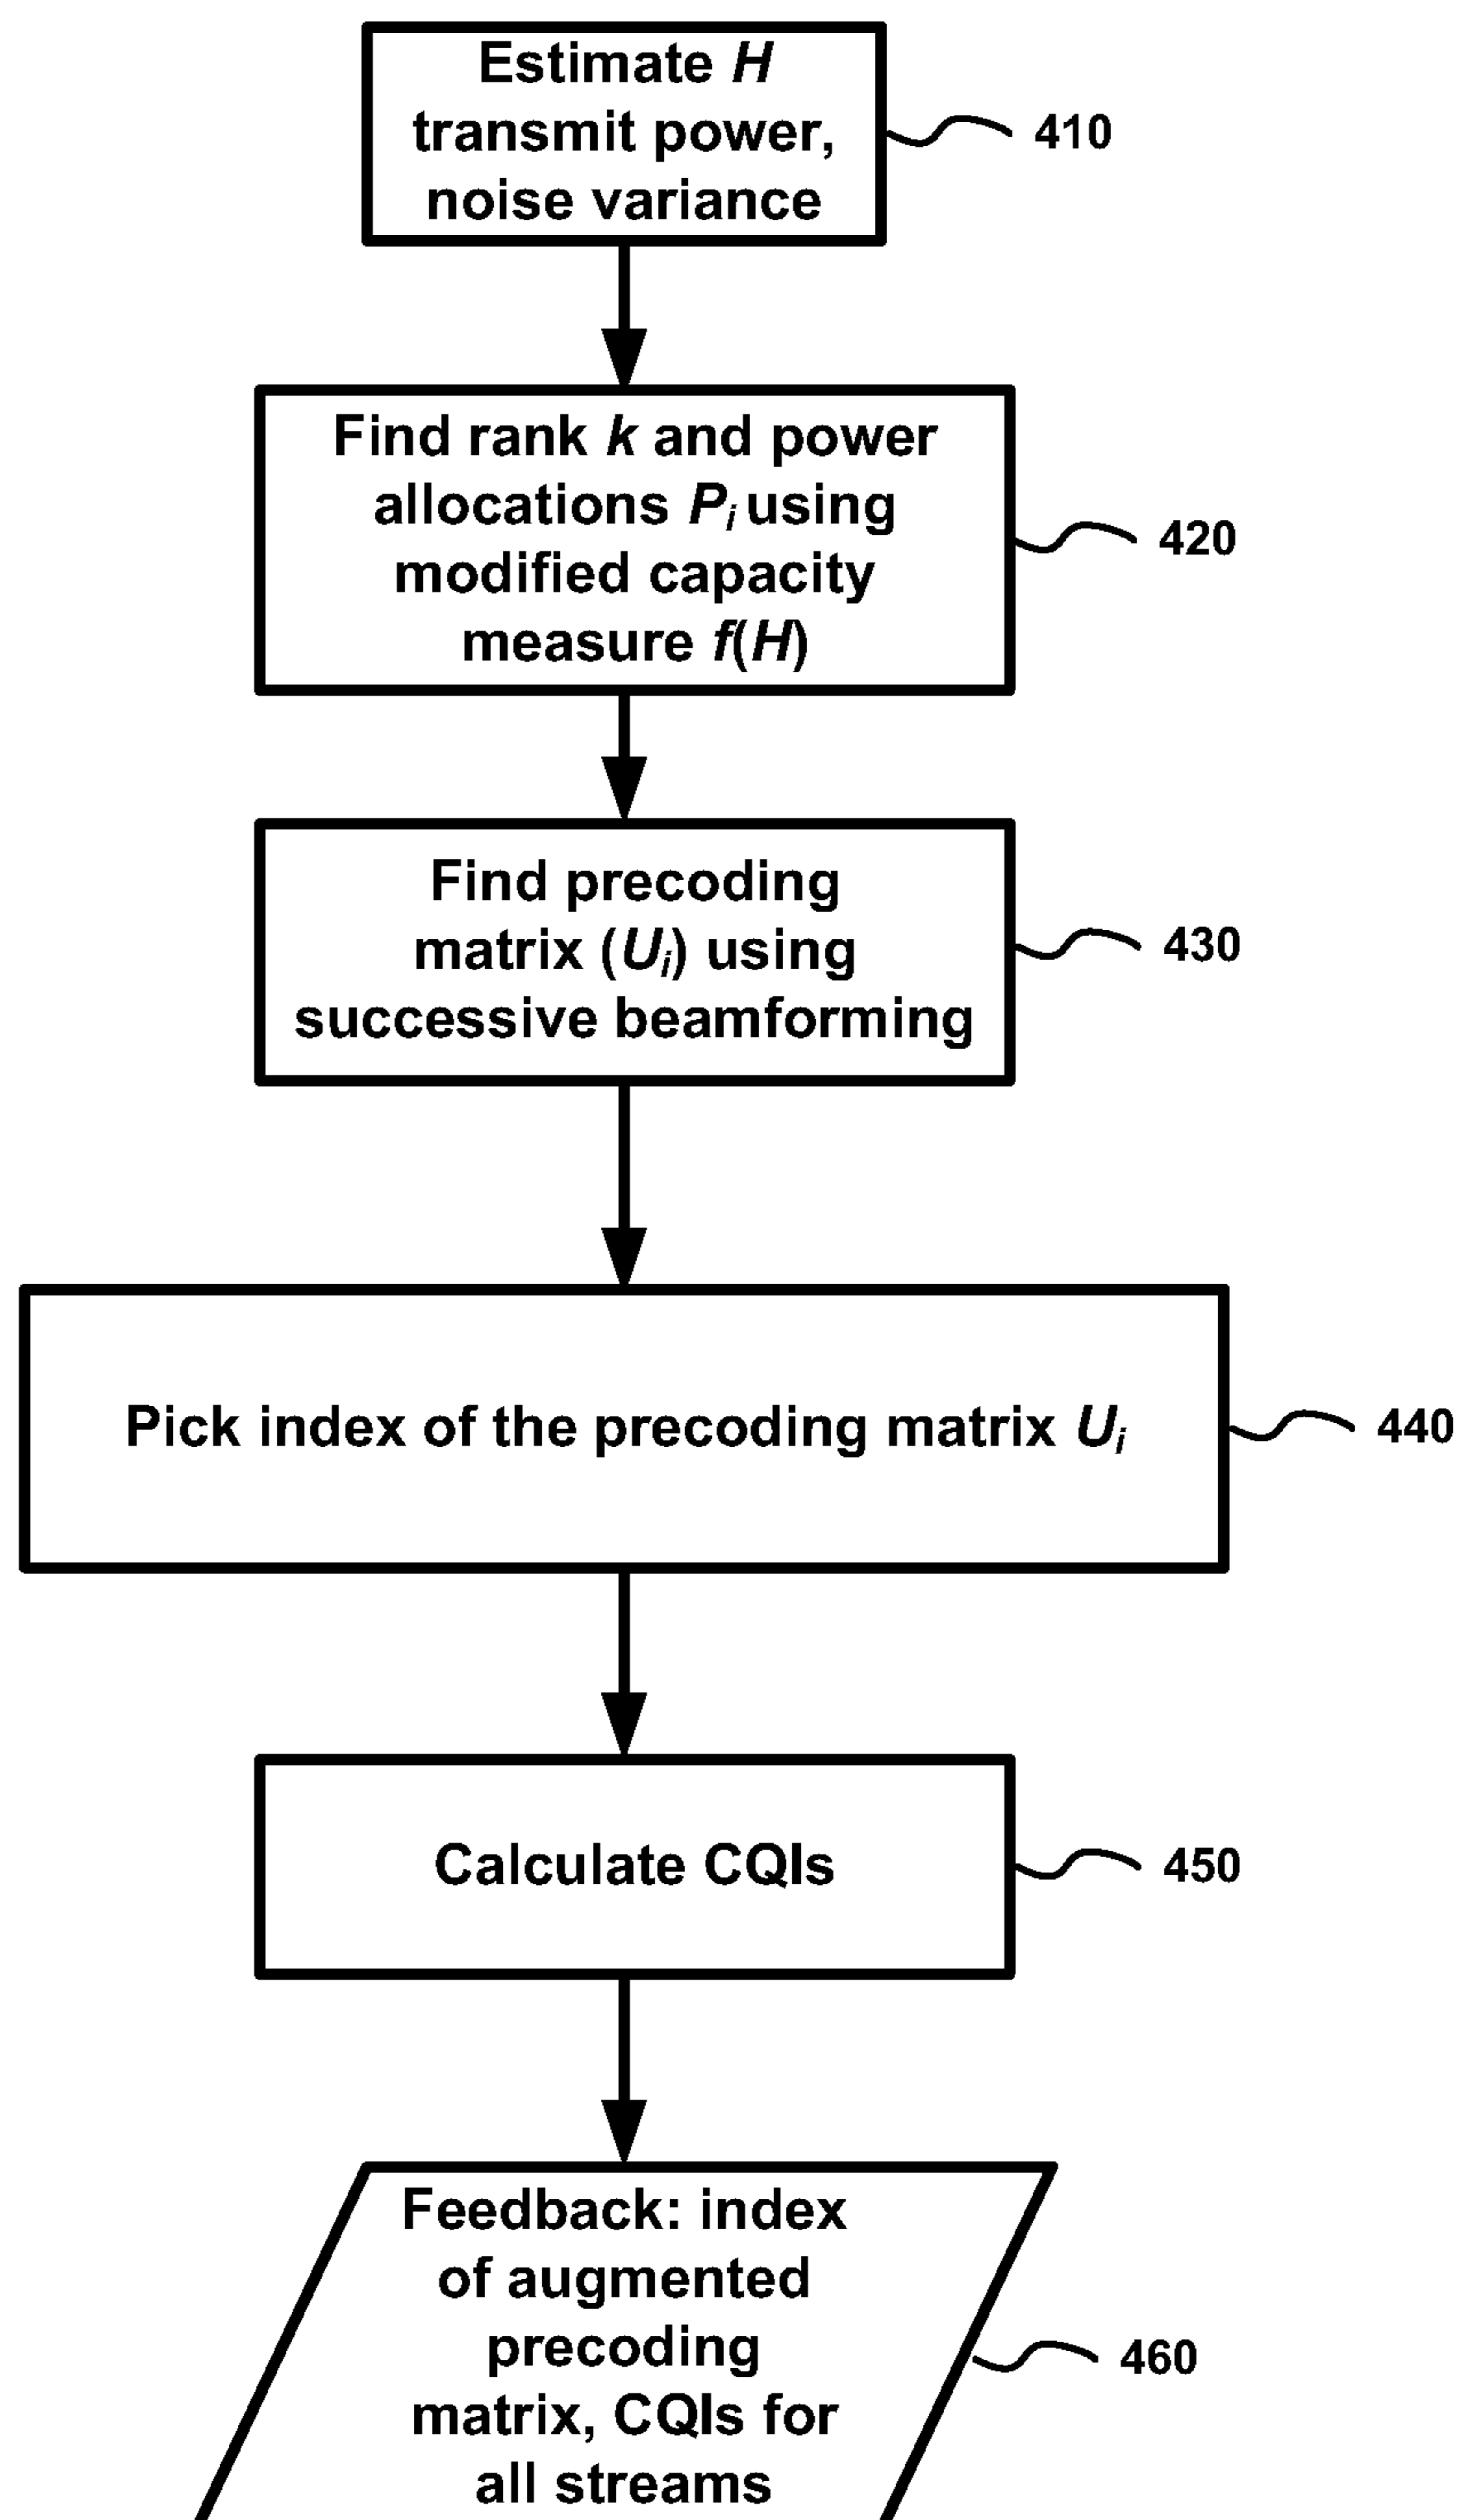 Estimate H
transmit power,
noise variance
410
Find rank k and power
allocations Pi using
modified capacity
measure f(H)
420
Find precoding
matrix (Ui) using
successive beamforming
430
Pick index of the precoding matrix Ui
440
Calculate CQIs
450
Feedback: index
of augmented
precoding
matrix, CQIs for
all streams
460